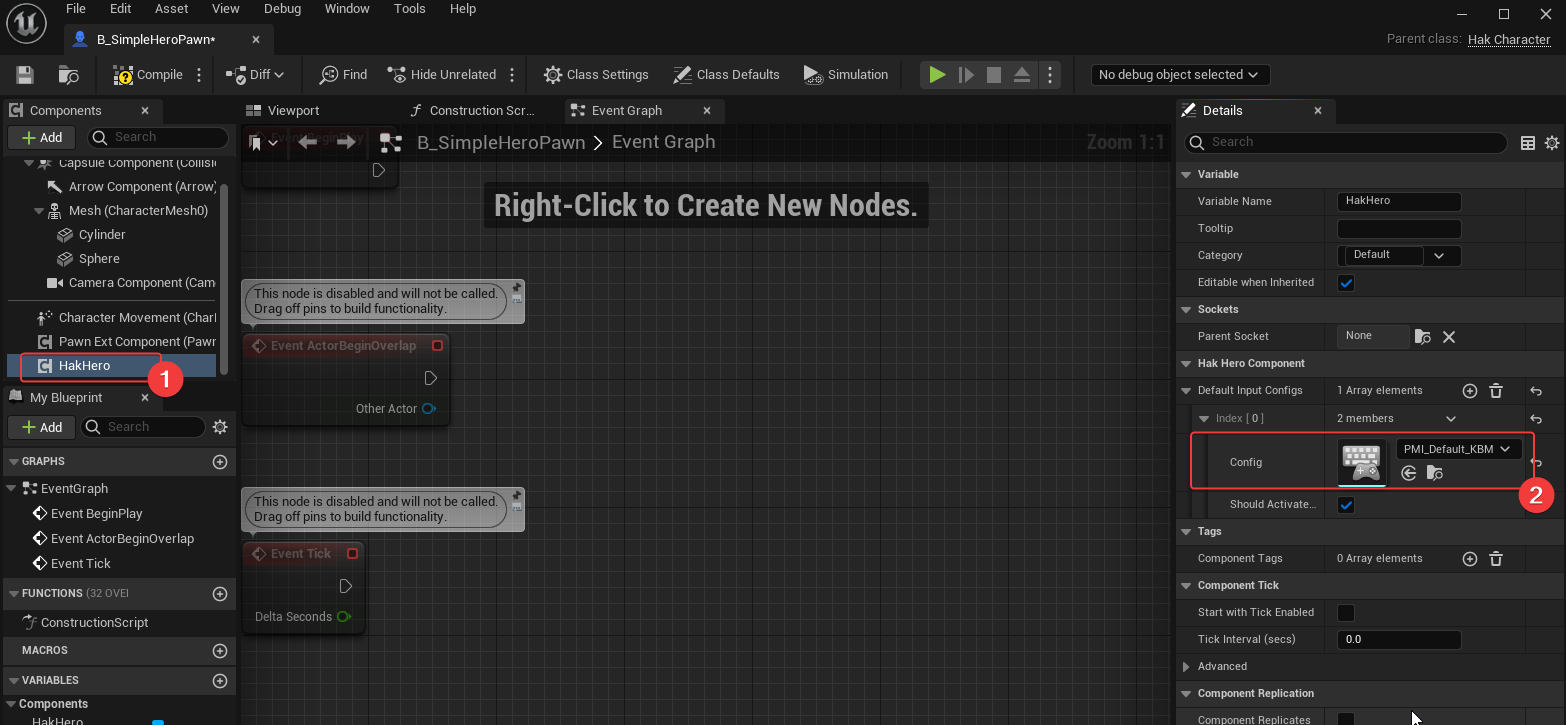 File Edit Asset View Debug Window Tools Help
B_SimpleHeroPawn*
Parent class: Hak Character
Compile Diff Find Hide Unrelated Class Settings Class Defaults Simulation No debug object selected
Components
Add Search
Capsule Component (Collisi
Arrow Component (Arrow)
Mesh (CharacterMesh0)
Cylinder
Sphere
Camera Component (Cam
Character Movement (Charl
Pawn Ext Component (Pawr
HakHero
1
My Blueprint
Add Search
GRAPHS
EventGraph
Event BeginPlay
Event ActorBeginOverlap
Event Tick
FUNCTIONS (32 OVEI
ConstructionScript
MACROS
VARIABLES
Components
HakHero
Viewport Construction Scr... Event Graph
Event BeginPlay
B_SimpleHeroPawn > Event Graph
Zoom 1:1
Right-Click to Create New Nodes.
This node is disabled and will not be called.
Drag off pins to build functionality.
Event ActorBeginOverlap
Other Actor
This node is disabled and will not be called.
Drag off pins to build functionality.
Event Tick
Delta Seconds
Details
Search
Variable
Variable Name HakHero
Tooltip
Category Default
Editable when Inherited
Sockets
Parent Socket None
Hak Hero Component
Default Input Configs 1 Array elements
Index [ 0 ] 2 members
Config PMI_Default_KBM
2
Should Activate...
Tags
Component Tags 0 Array elements
Component Tick
Start with Tick Enabled
Tick Interval (secs) 0.0
Advanced
Component Replication
Component Replicates